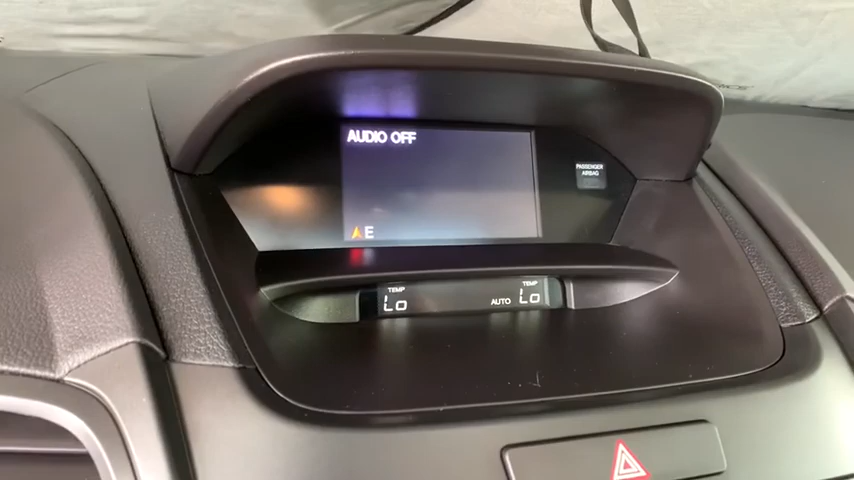 AUDIO OFF
PASSENGER
AIRBAG
E
TEMP
Lo
TEMP
AUTO Lo